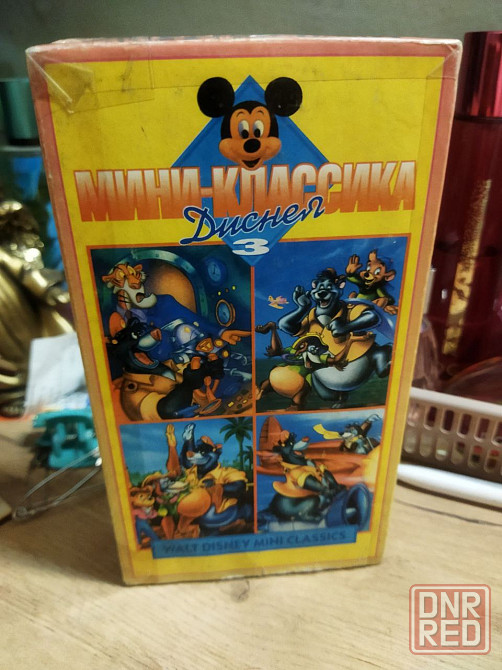 МИНИ-КЛАССИКА
Диснея
3
WALT DISNEY MINI CLASSICS
DNR
RED